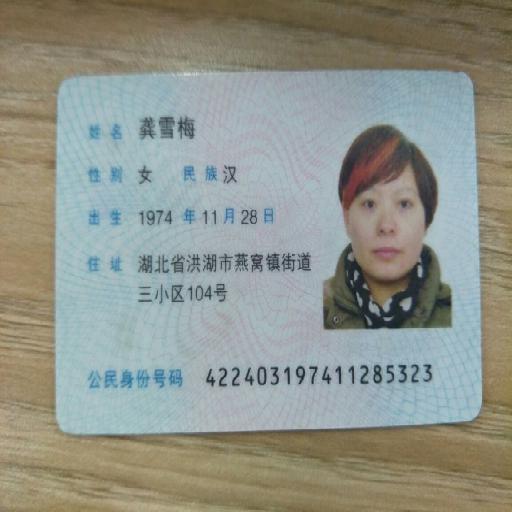 姓名 龚雪梅
性别 女 民族 汉
出生 1974 年 11 月 28 日
住址 湖北省洪湖市燕窝镇街道
三小区104号
公民身份号码 422403197411285323